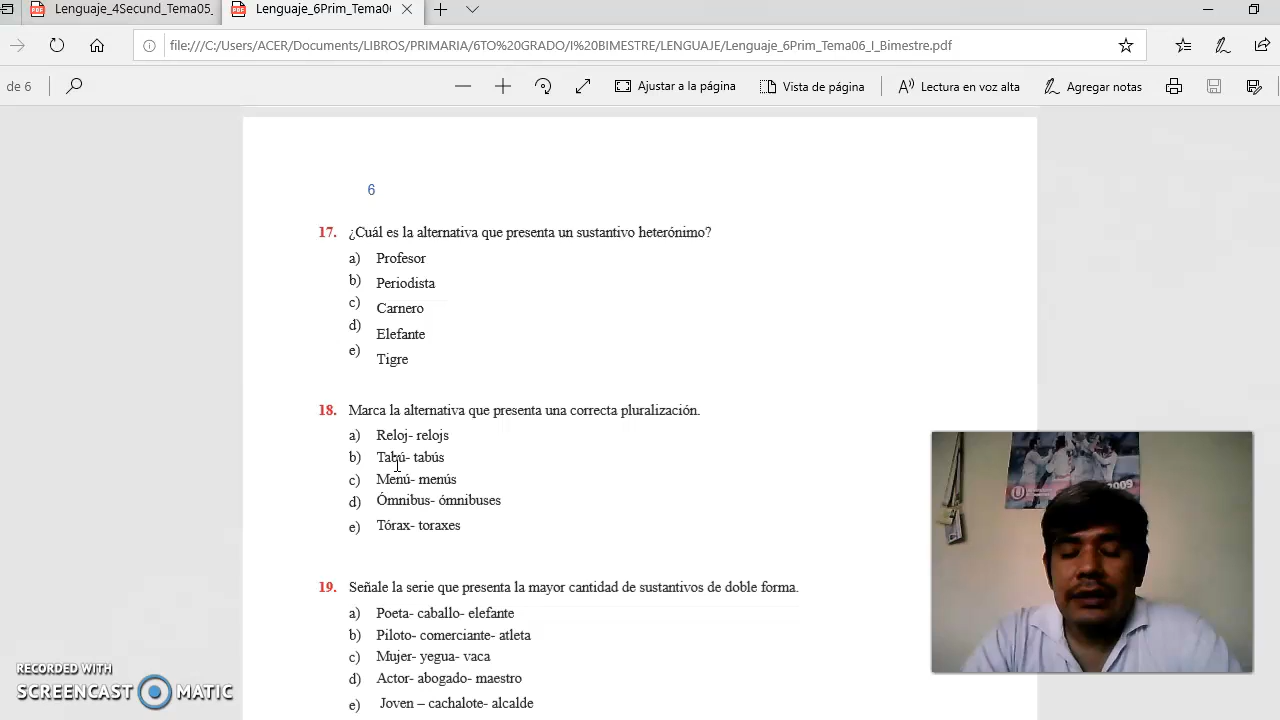 Lenguaje_4Secund_Tema05_
Lenguaje_6Prim_Tema0
file:///C:/Users/ACER/Documents/LIBROS/PRIMARIA/6TO%20GRADO/I%20BIMESTRE/LENGUAJE/Lenguaje_6Prim_Tema06_I_Bimestre.pdf
de 6
Ajustar a la página
Vista de página
Lectura en voz alta
Agregar notas
6
17. ¿Cuál es la alternativa que presenta un sustantivo heterónimo?
a) Profesor
b) Periodista
c) Carnero
d) Elefante
e) Tigre
18. Marca la alternativa que presenta una correcta pluralización.
a) Reloj- relojs
b) Tabú- tabús
c) Menú- menús
d) Ómnibus- ómnibuses
e) Tórax- toraxes
2009
19. Señale la serie que presenta la mayor cantidad de sustantivos de doble forma.
a) Poeta- caballo- elefante
b) Piloto- comerciante- atleta
c) Mujer- yegua- vaca
d) Actor- abogado- maestro
e) Joven – cachalote- alcalde
RECORDED WITH
SCREENCAST MATIC